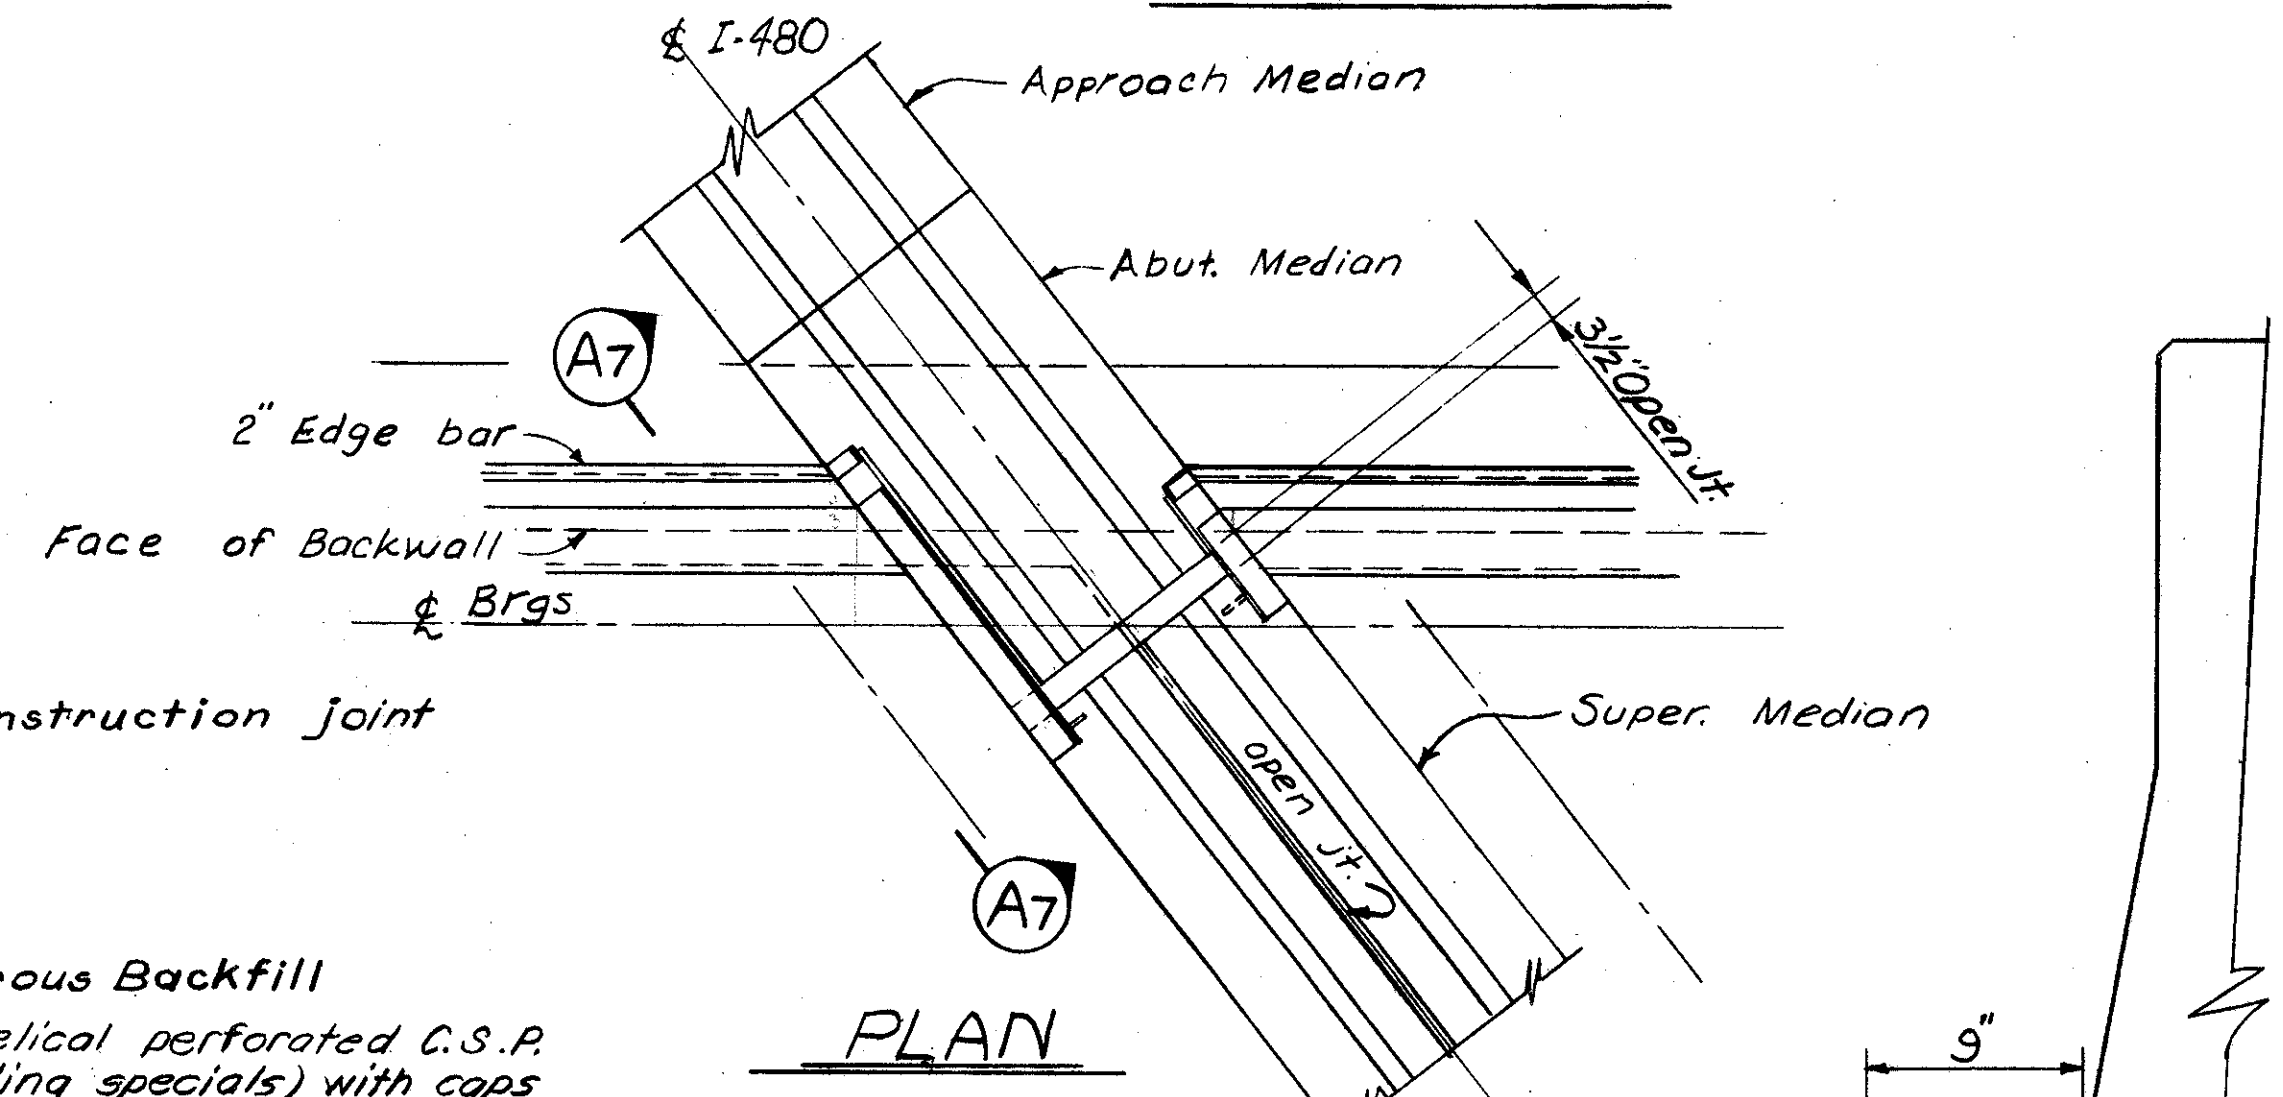 ℄ I-480
Approach Median
Abut. Median
3½" Open Jt.
A7
2" Edge bar
Face of Backwall
℄ Brgs
nstruction joint
Super. Median
open jt.
A7
ous Backfill
elical perforated C.S.P.
ing specials) with caps
PLAN
9"